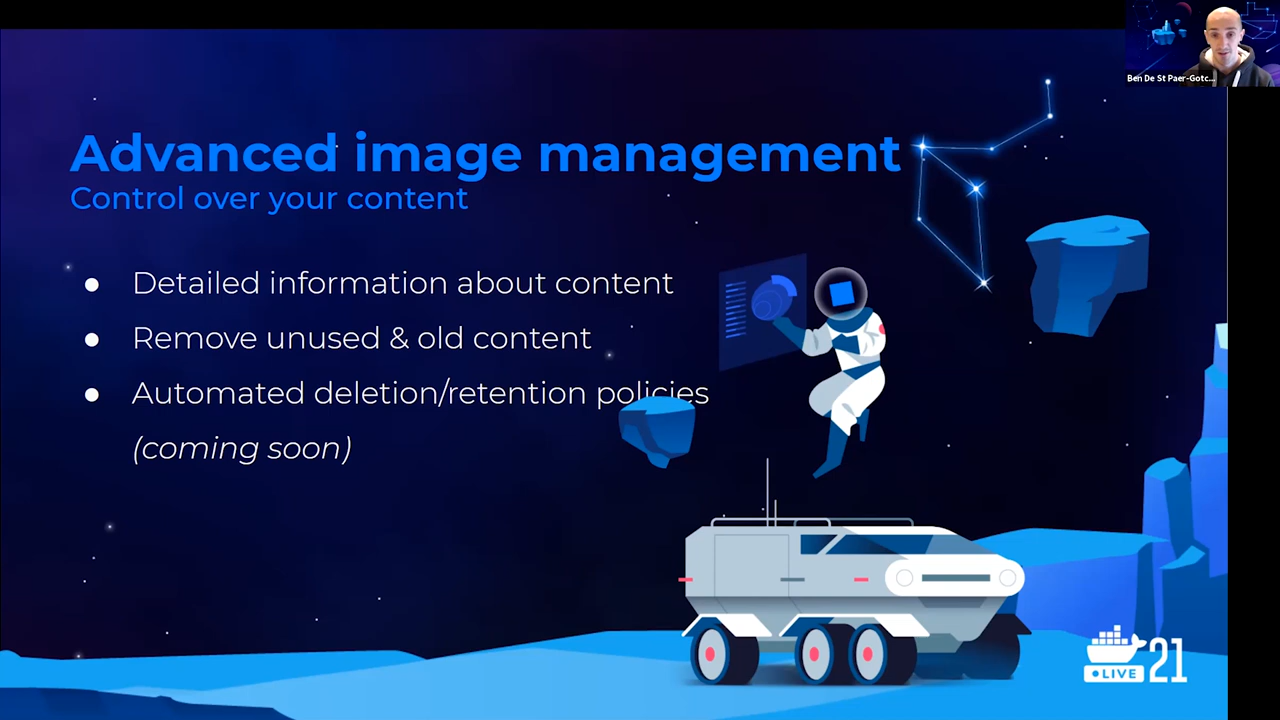 Ben De St Paer-Gotc...
Advanced image management
Control over your content
● Detailed information about content
● Remove unused & old content
● Automated deletion/retention policies
(coming soon)
LIVE 21